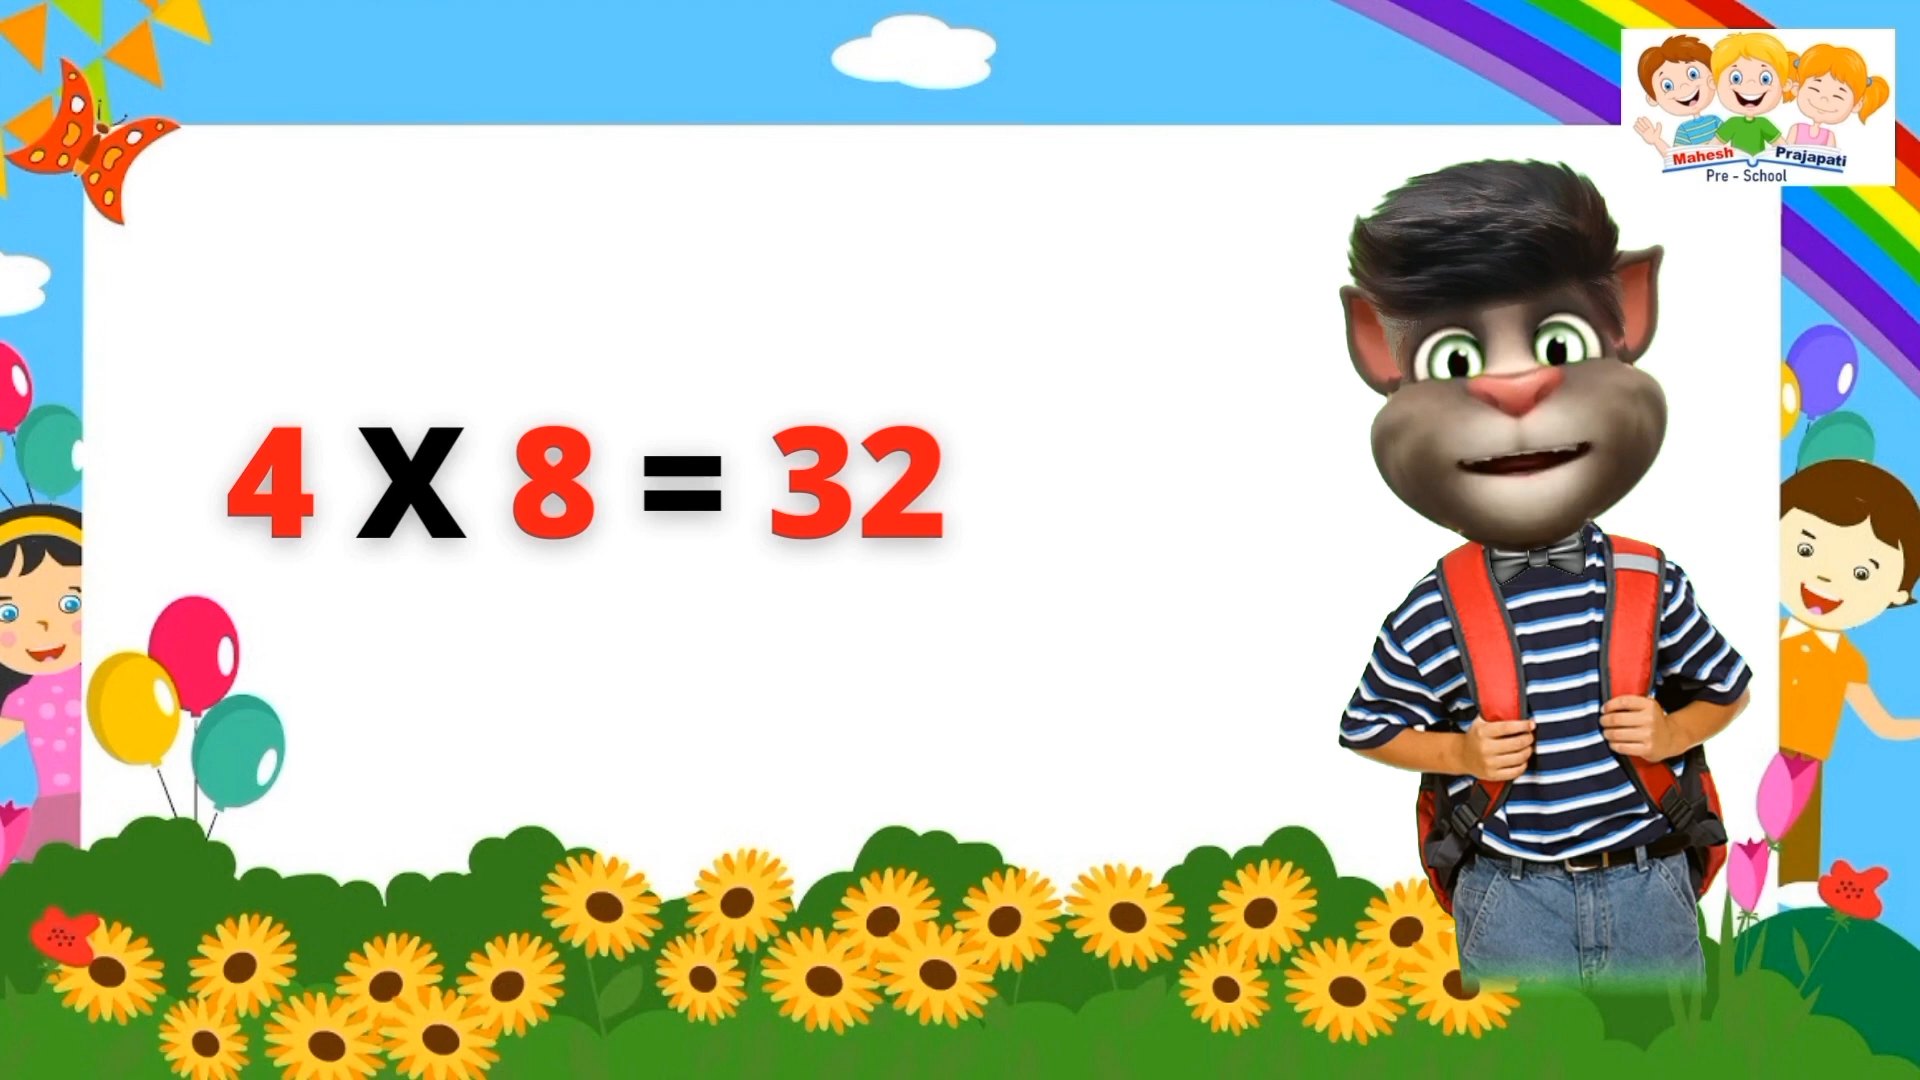 Mahesh Prajapati
Pre - School
4 X 8 = 32